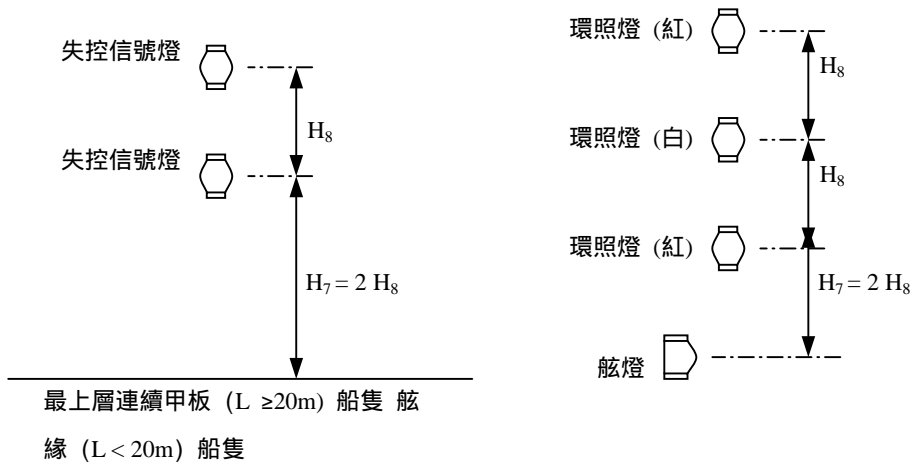 失控信號燈
H8
失控信號燈
H7 = 2 H8
最上層連續甲板 (L ≥20m) 船隻 舷
緣 (L < 20m) 船隻
環照燈 (紅)
H8
環照燈 (白)
H8
環照燈 (紅)
H7 = 2 H8
舷燈